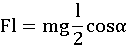 Fl = mg l/2 cosα